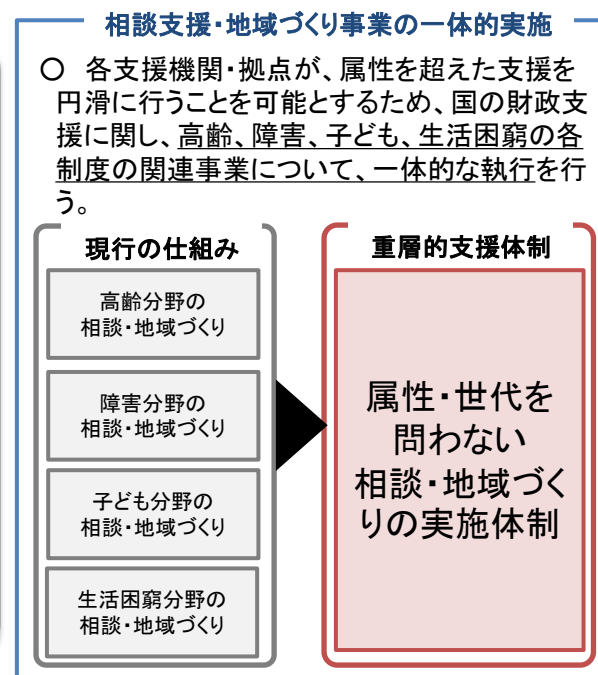 相談支援・地域づくり事業の一体的実施
○ 各支援機関・拠点が、属性を超えた支援を
円滑に行うことを可能とするため、国の財政支
援に関し、高齢、障害、子ども、生活困窮の各
制度の関連事業について、一体的な執行を行
う。
現行の仕組み
高齢分野の
相談・地域づくり
障害分野の
相談・地域づくり
子ども分野の
相談・地域づくり
生活困窮分野の
相談・地域づくり
重層的支援体制
属性・世代を
問わない
相談・地域づく
りの実施体制